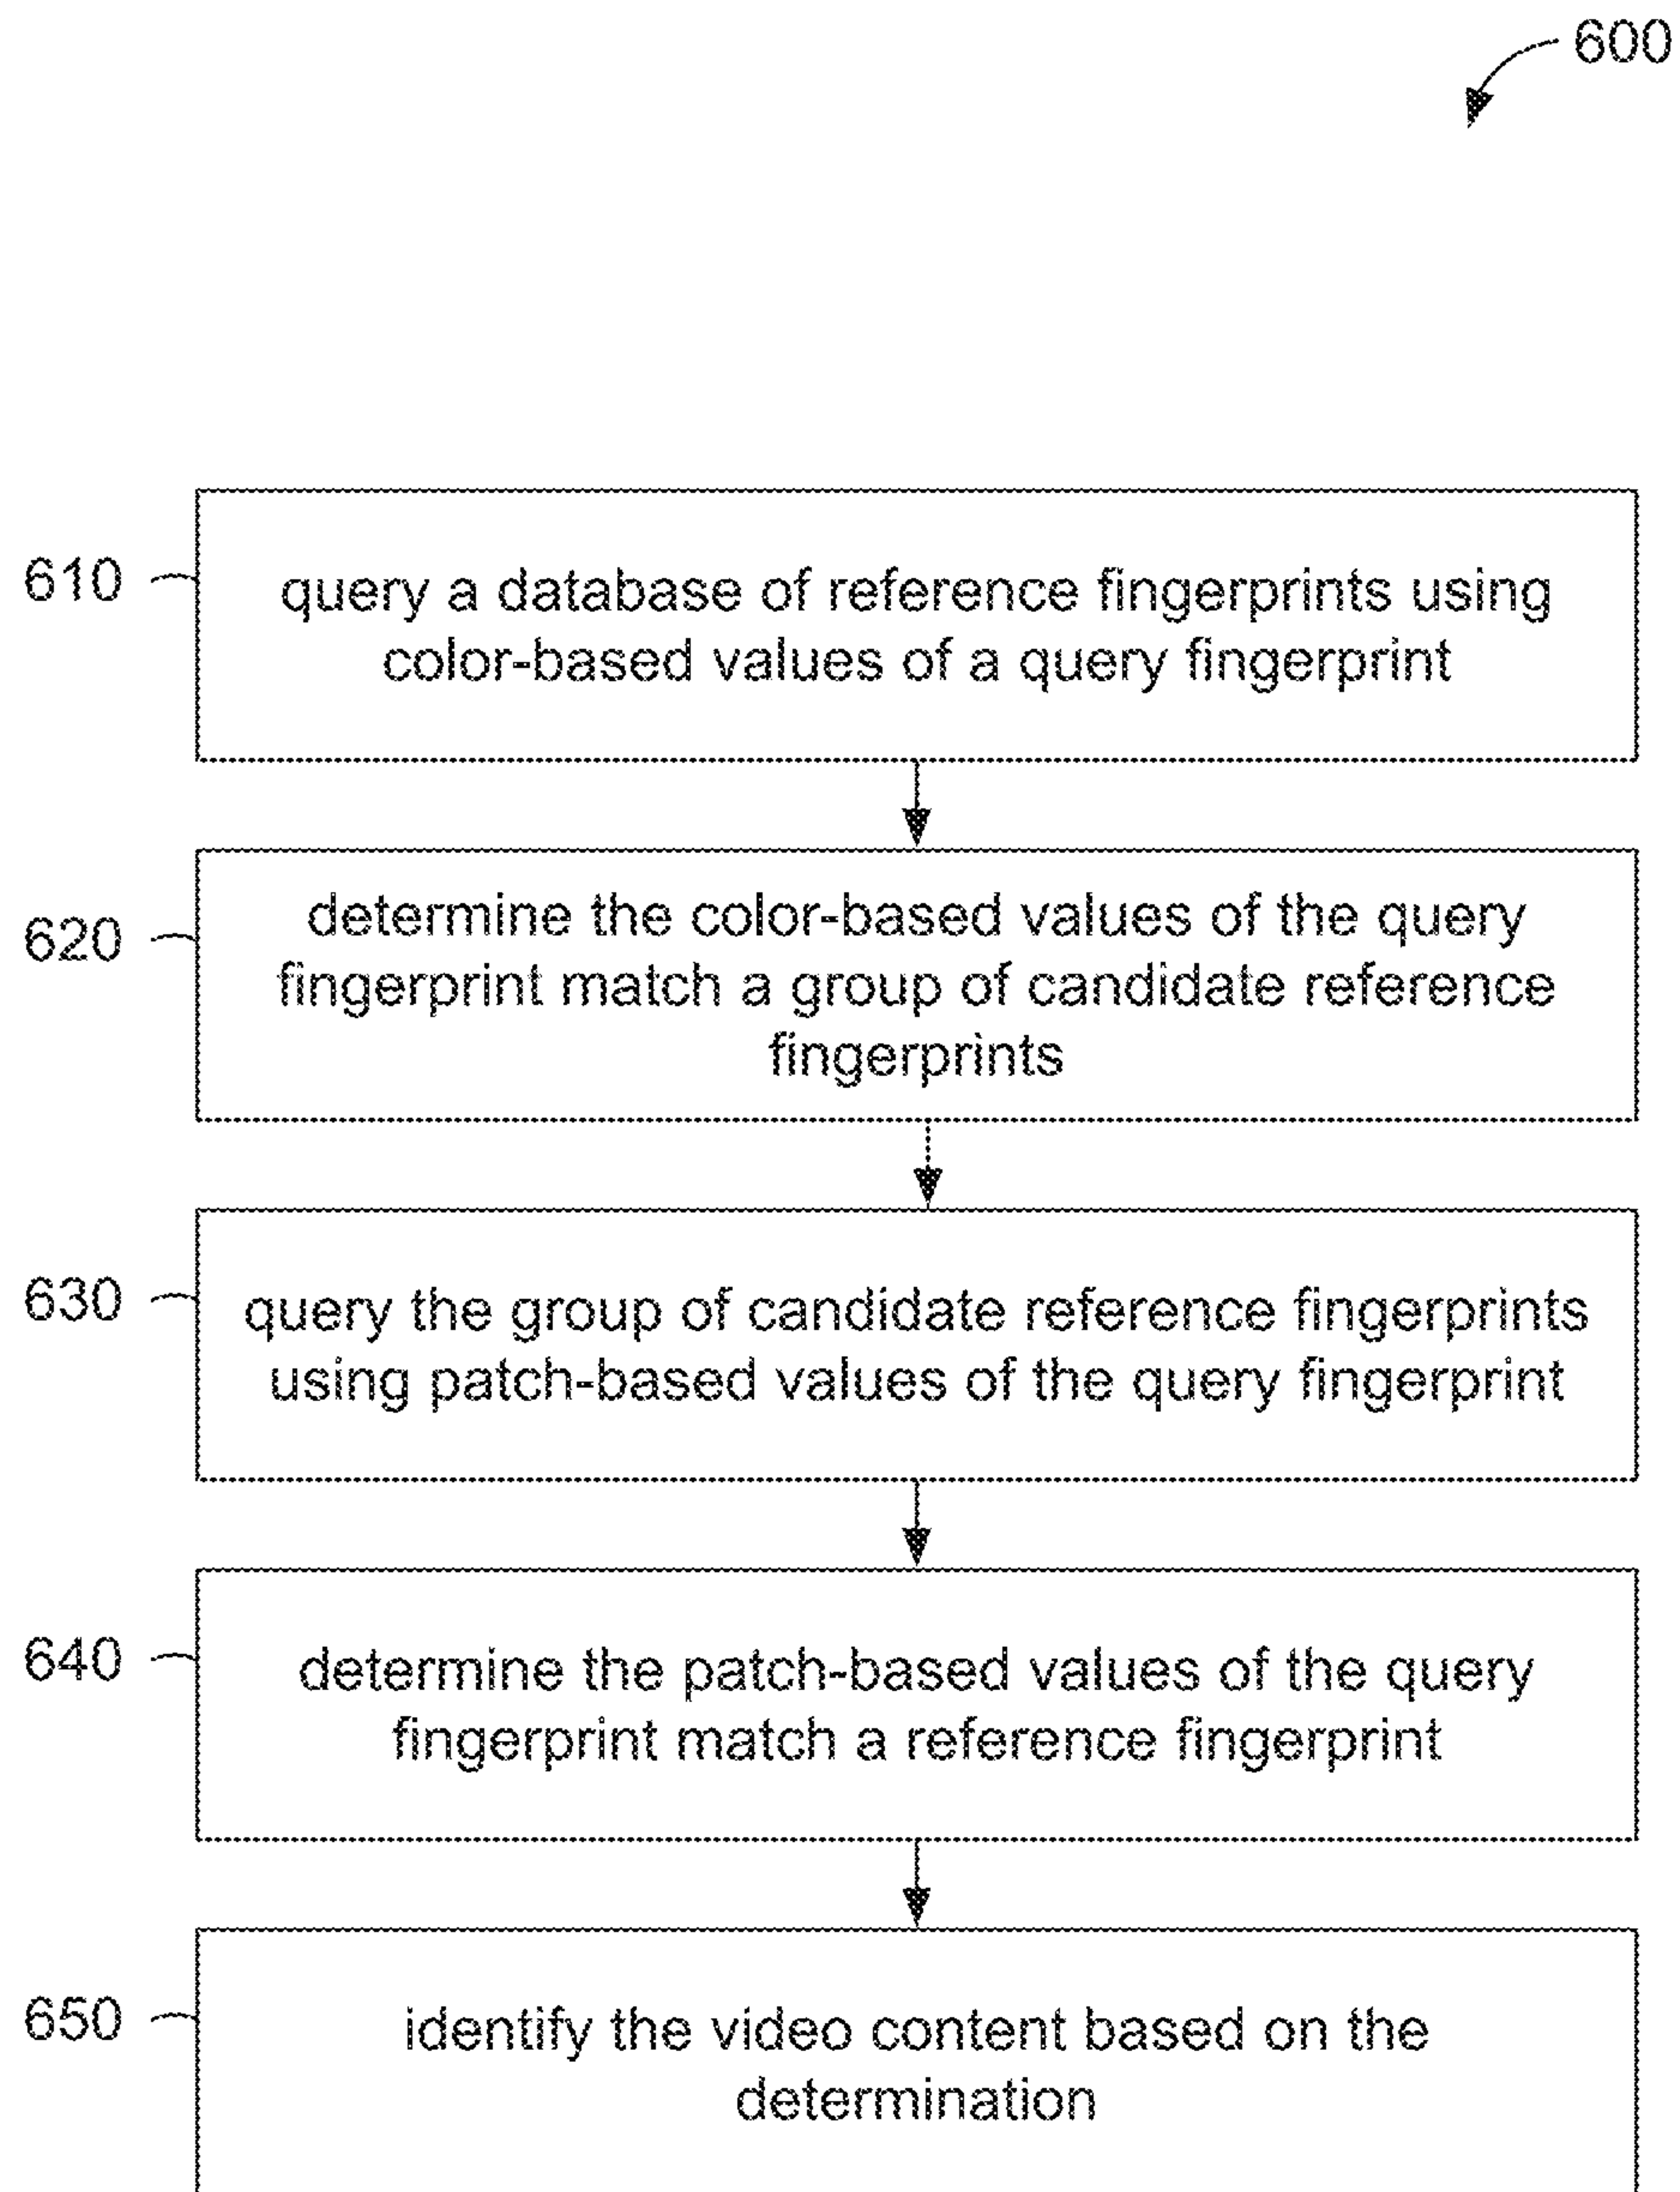 600
610
query a database of reference fingerprints using
color-based values of a query fingerprint
620
determine the color-based values of the query
fingerprint match a group of candidate reference
fingerprints
630
query the group of candidate reference fingerprints
using patch-based values of the query fingerprint
640
determine the patch-based values of the query
fingerprint match a reference fingerprint
650
identify the video content based on the
determination